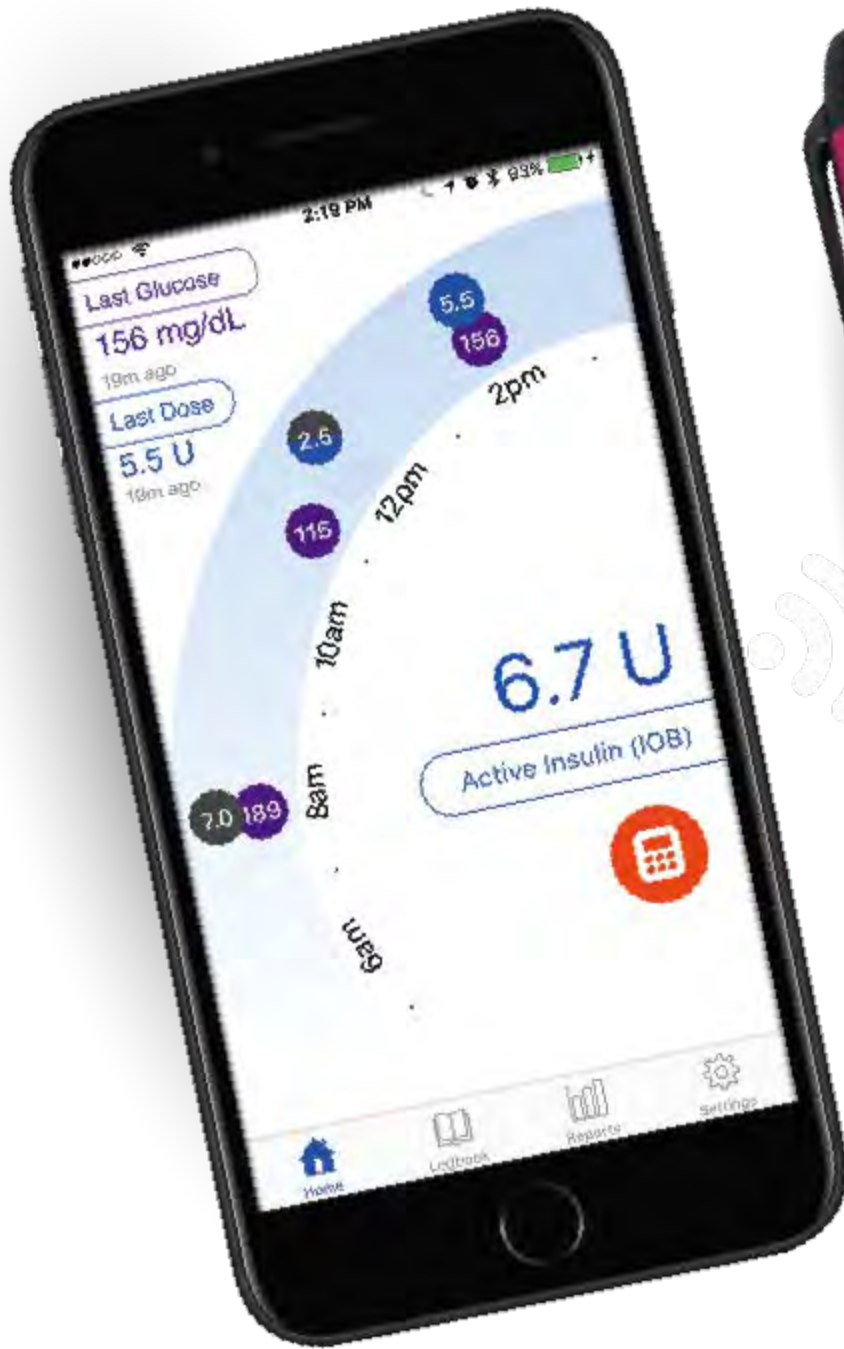 2:19 PM
93%
Last Glucose
156 mg/dL
19m ago
Last Dose
5.5 U
19m ago
5.5
156
2pm
2.5
12pm
115
10am
6.7 U
Active Insulin (IOB)
8am
7.0
189
6am
Home
Logbook
Reports
Settings